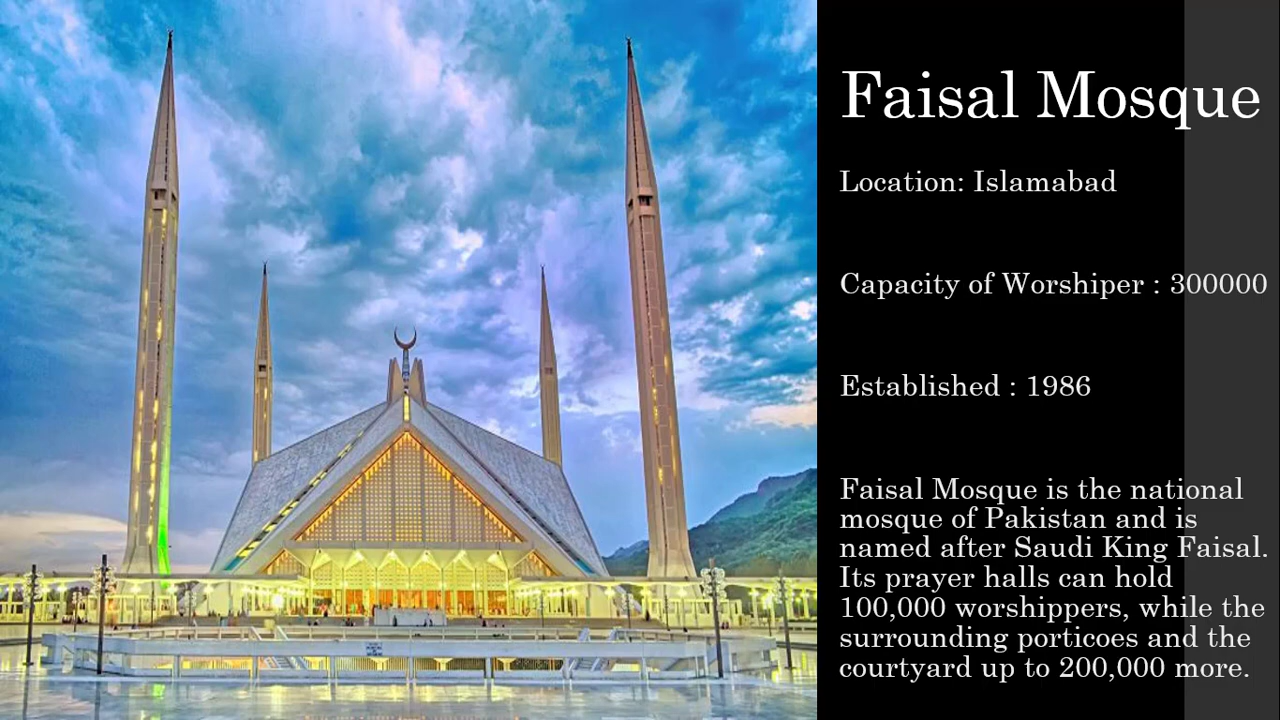 Faisal Mosque
Location: Islamabad
Capacity of Worshiper : 300000
Established : 1986
Faisal Mosque is the national
mosque of Pakistan and is
named after Saudi King Faisal.
Its prayer halls can hold
100,000 worshippers, while the
surrounding porticoes and the
courtyard up to 200,000 more.